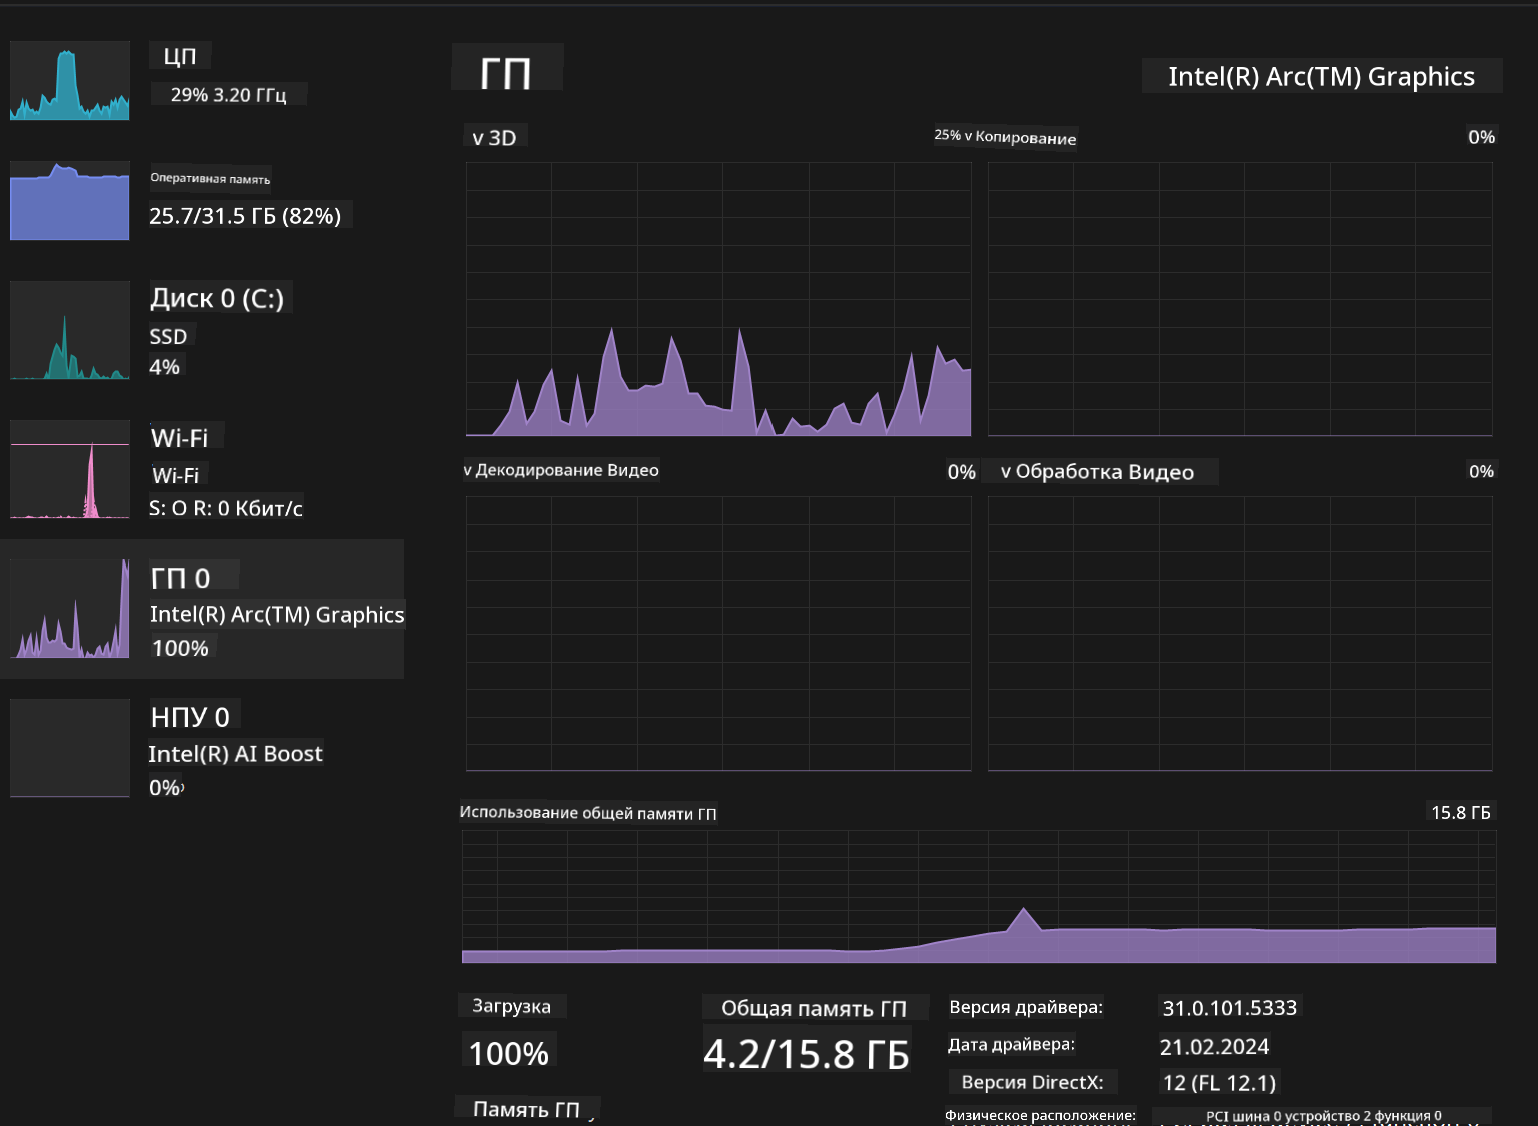 ЦП
29% 3.20 ГГц
Оперативная память
25.7/31.5 ГБ (82%)
Диск 0 (C:)
SSD
4%
Wi-Fi
Wi-Fi
S: O R: 0 Кбит/с
ГП 0
Intel(R) Arc(TM) Graphics
100%
НПУ 0
Intel(R) AI Boost
0%
ГП
Intel(R) Arc(TM) Graphics
v 3D
25% v Копирование
0%
v Декодирование Видео
0%
v Обработка Видео
0%
Использование общей памяти ГП
15.8 ГБ
Загрузка
100%
Общая память ГП
4.2/15.8 ГБ
Память ГП
Версия драйвера:
31.0.101.5333
Дата драйвера:
21.02.2024
Версия DirectX:
12 (FL 12.1)
Физическое расположение:
PCI шина 0 устройство 2 функция 0